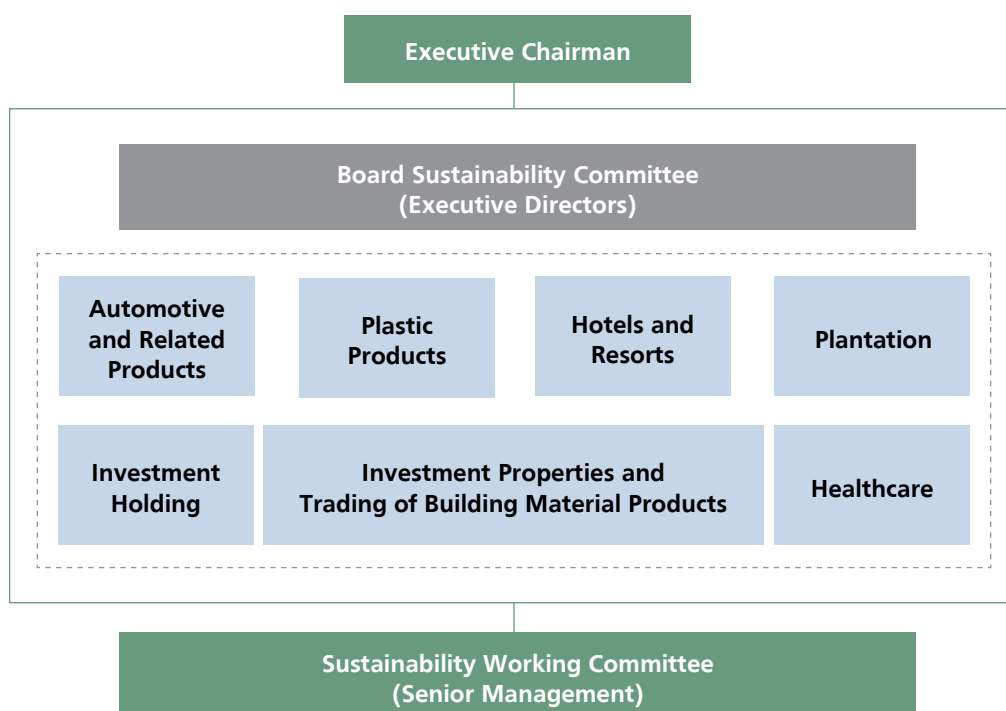 Executive Chairman
Board Sustainability Committee
(Executive Directors)
Automotive
and Related
Products
Plastic
Products
Hotels and
Resorts
Plantation
Investment
Holding
Investment Properties and
Trading of Building Material Products
Healthcare
Sustainability Working Committee
(Senior Management)